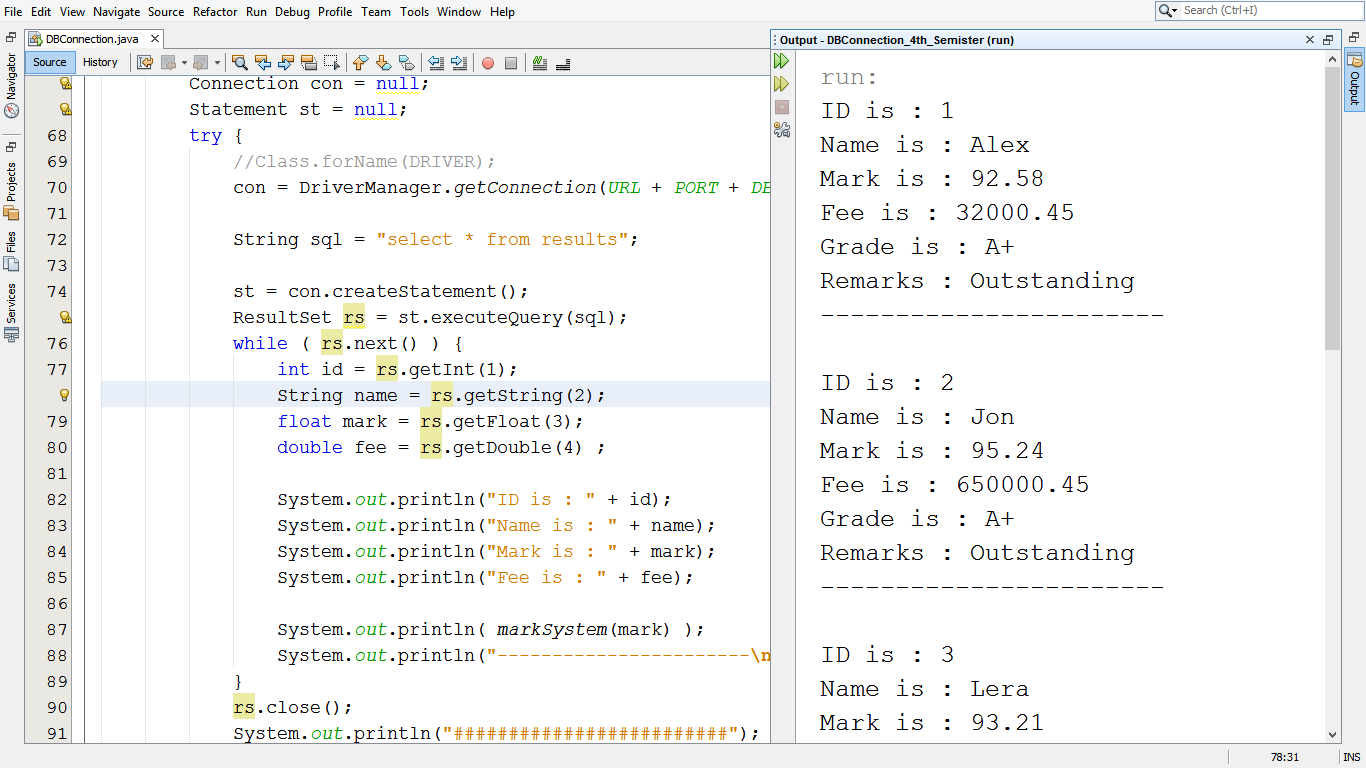 File Edit View Navigate Source Refactor Run Debug Profile Team Tools Window Help
Search (Ctrl+I)
DBConnection.java
Source History
Navigator
Projects
Files
Services
Connection con = null;
Statement st = null;
68 try {
69 //Class.forName(DRIVER);
70 con = DriverManager.getConnection(URL + PORT + DE
71
72 String sql = "select * from results";
73
74 st = con.createStatement();
ResultSet rs = st.executeQuery(sql);
76 while ( rs.next() ) {
77 int id = rs.getInt(1);
String name = rs.getString(2);
79 float mark = rs.getFloat(3);
80 double fee = rs.getDouble(4) ;
81
82 System.out.println("ID is : " + id);
83 System.out.println("Name is : " + name);
84 System.out.println("Mark is : " + mark);
85 System.out.println("Fee is : " + fee);
86
87 System.out.println( markSystem(mark) );
88 System.out.println("-----------------------\n
89 }
90 rs.close();
91 System.out.println("#########################");
Output - DBConnection_4th_Semister (run)
run:
ID is : 1
Name is : Alex
Mark is : 92.58
Fee is : 32000.45
Grade is : A+
Remarks : Outstanding
-----------------------
ID is : 2
Name is : Jon
Mark is : 95.24
Fee is : 650000.45
Grade is : A+
Remarks : Outstanding
-----------------------
ID is : 3
Name is : Lera
Mark is : 93.21
Output
78:31 INS